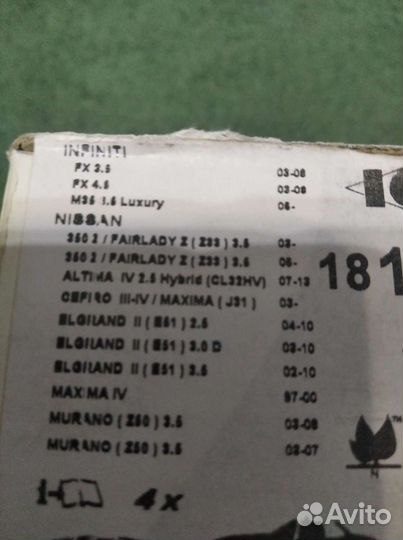 INFINITI
FX 3.5 03-08
FX 4.5 03-08
M35 3.5 Luxury 05-
NISSAN
350 Z / FAIRLADY Z ( Z33 ) 3.5 03-
350 Z / FAIRLADY Z ( Z33 ) 3.5 05-
ALTIMA IV 2.5 Hybrid (CL32HV) 07-13
CEFIRO III-IV / MAXIMA ( J31 ) 03-
ELGRAND II ( E51 ) 2.5 04-10
ELGRAND II ( E51 ) 3.0 D 03-10
ELGRAND II ( E51 ) 3.5 02-10
MAXIMA IV 97-00
MURANO ( Z50 ) 3.5 03-08
MURANO ( Z50 ) 3.5 03-07
181
TM
N
4x
Avito